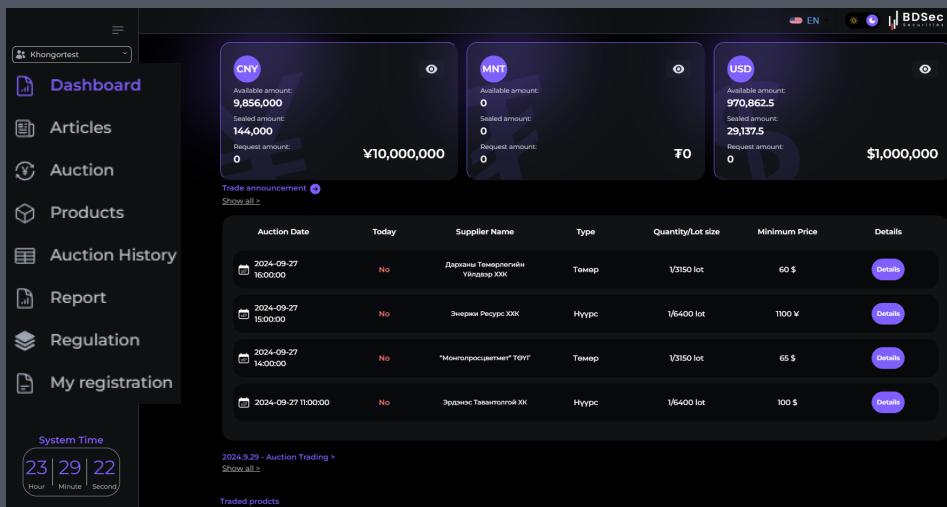 EN
BDSec
Securities
Khongortest
Dashboard
Articles
Auction
Products
Auction History
Report
Regulation
My registration
System Time
23 29 22
Hour Minute Second
CNY
Available amount:
9,856,000
Sealed amount:
144,000
Request amount:
0
¥10,000,000
MNT
Available amount:
0
Sealed amount:
0
Request amount:
0
₮0
USD
Available amount:
970,862.5
Sealed amount:
29,137.5
Request amount:
0
$1,000,000
Trade announcement
Show all >
Auction Date Today Supplier Name Type Quantity/Lot size Minimum Price Details
2024-09-27
16:00:00
No
Дарханы Төмөрлөгийн
Үйлдвэр ХХК
Төмөр 1/3150 lot 60 $ Details
2024-09-27
15:00:00
No Энержи Ресурс ХХК Нүүрс 1/6400 lot 1100 ¥ Details
2024-09-27
14:00:00
No "Монголросцветмет" ТӨҮГ Төмөр 1/3150 lot 65 $ Details
2024-09-27 11:00:00 No Эрдэнэс Тавантолгой ХК Нүүрс 1/6400 lot 100 $ Details
2024.9.29 - Auction Trading >
Show all >
Traded prodcts